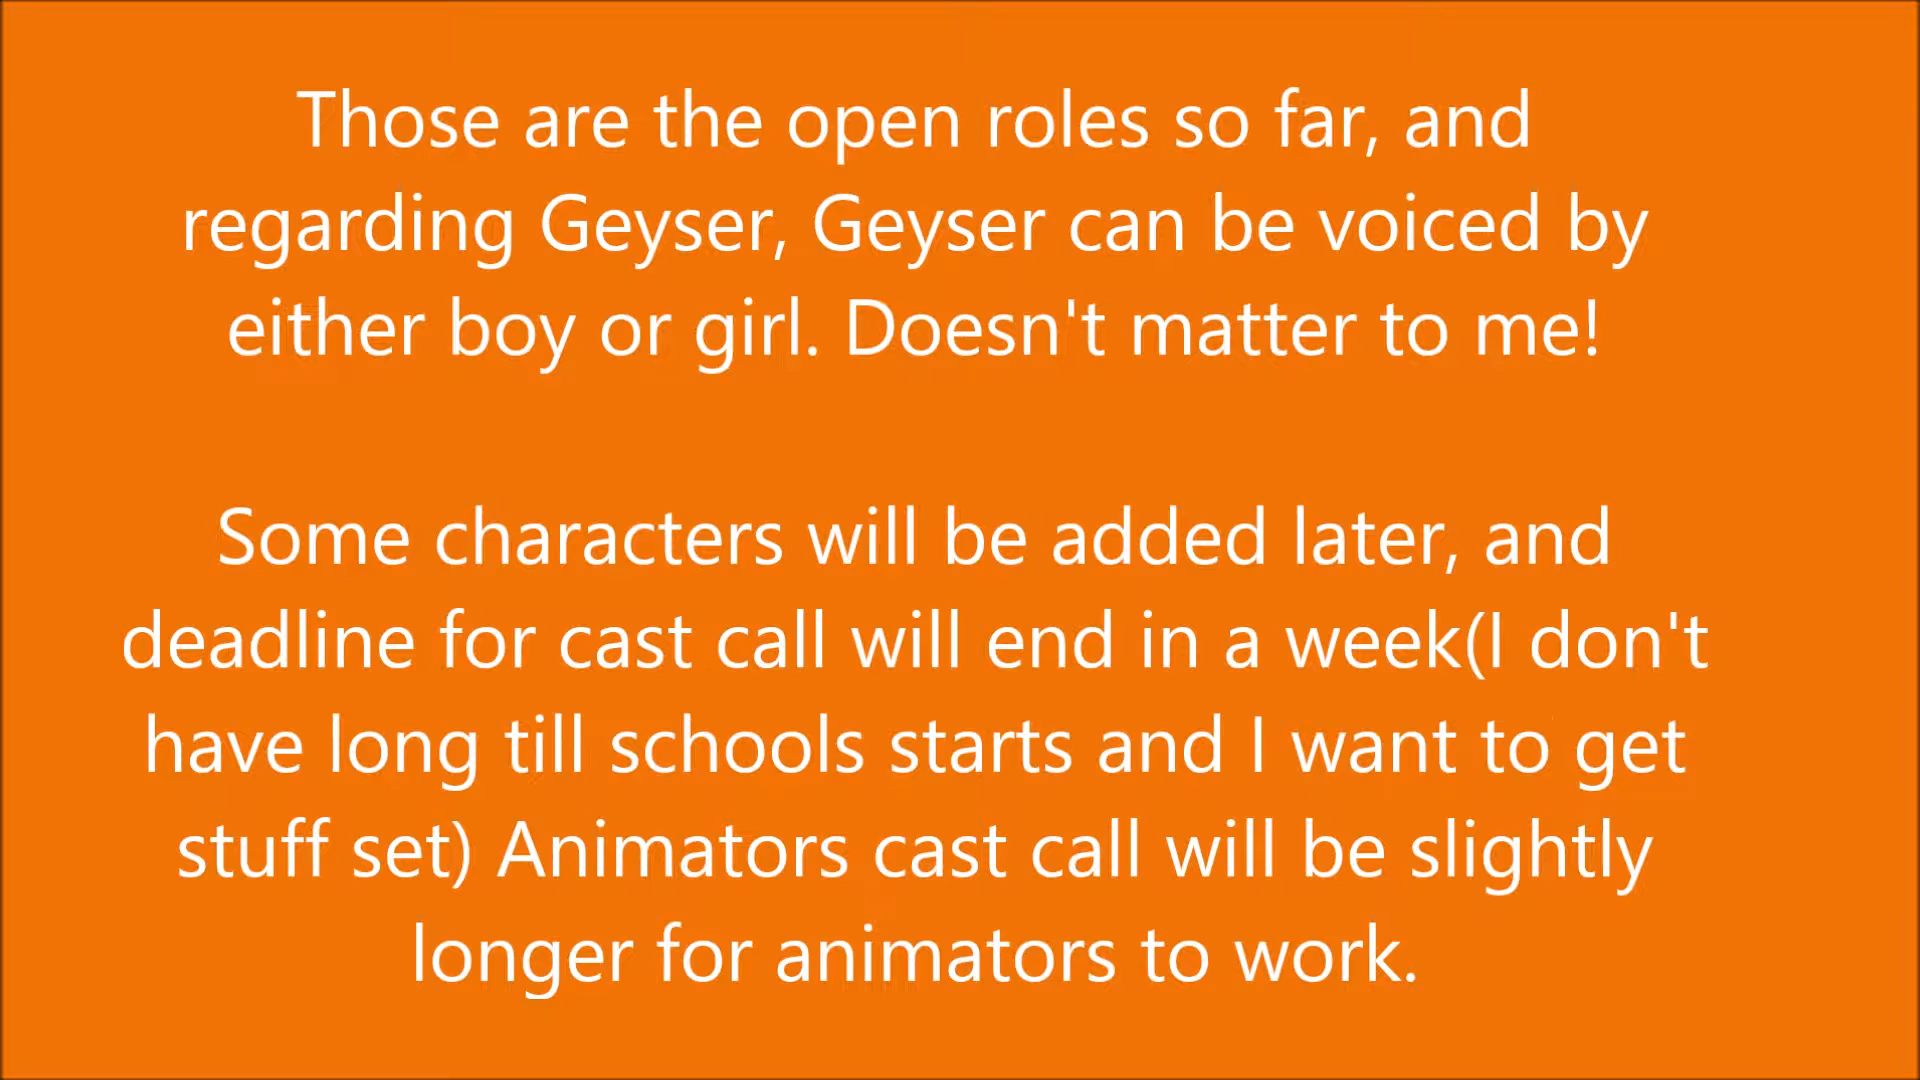 Those are the open roles so far, and
regarding Geyser, Geyser can be voiced by
either boy or girl. Doesn't matter to me!
Some characters will be added later, and
deadline for cast call will end in a week(I don't
have long till schools starts and I want to get
stuff set) Animators cast call will be slightly
longer for animators to work.